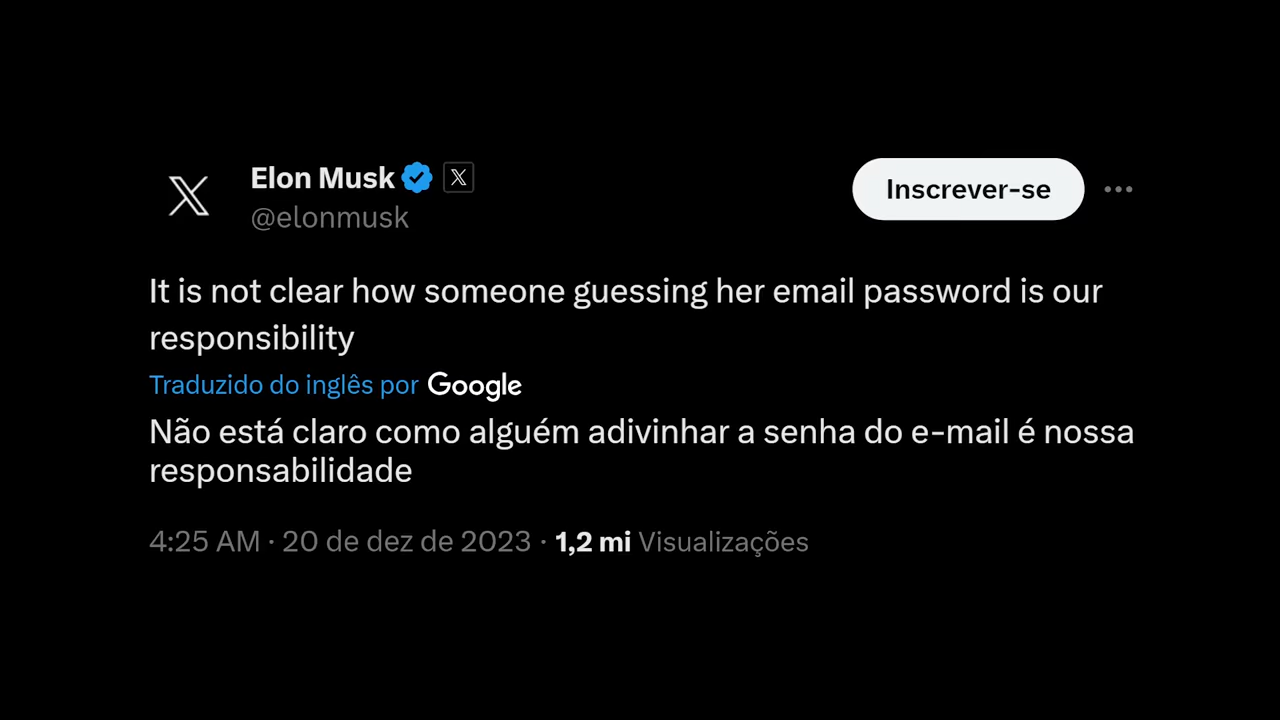 Elon Musk
@elonmusk
Inscrever-se
It is not clear how someone guessing her email password is our
responsibility
Traduzido do inglês por Google
Não está claro como alguém adivinhar a senha do e-mail é nossa
responsabilidade
4:25 AM · 20 de dez de 2023 · 1,2 mi Visualizações